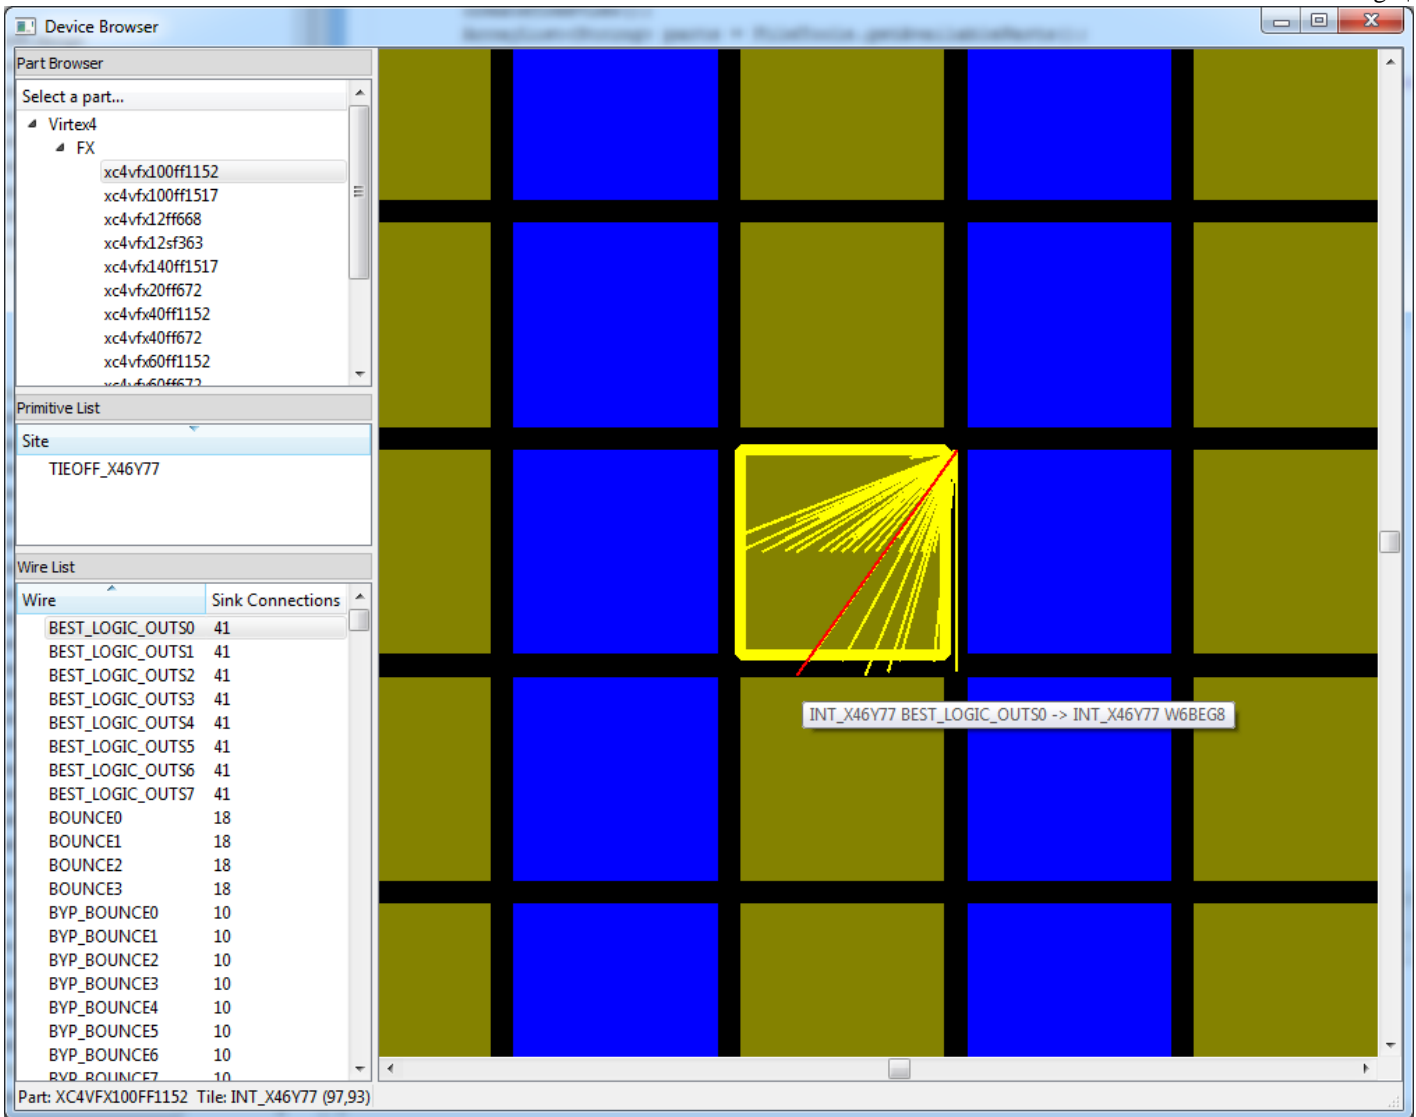 Device Browser
Part Browser
Select a part...
Virtex4
FX
xc4vfx100ff1152
xc4vfx100ff1517
xc4vfx12ff668
xc4vfx12sf363
xc4vfx140ff1517
xc4vfx20ff672
xc4vfx40ff1152
xc4vfx40ff672
xc4vfx60ff1152
xc4vfx60ff672
Primitive List
Site
TIEOFF_X46Y77
Wire List
Wire Sink Connections
BEST_LOGIC_OUTS0 41
BEST_LOGIC_OUTS1 41
BEST_LOGIC_OUTS2 41
BEST_LOGIC_OUTS3 41
BEST_LOGIC_OUTS4 41
BEST_LOGIC_OUTS5 41
BEST_LOGIC_OUTS6 41
BEST_LOGIC_OUTS7 41
BOUNCE0 18
BOUNCE1 18
BOUNCE2 18
BOUNCE3 18
BYP_BOUNCE0 10
BYP_BOUNCE1 10
BYP_BOUNCE2 10
BYP_BOUNCE3 10
BYP_BOUNCE4 10
BYP_BOUNCE5 10
BYP_BOUNCE6 10
BYP_BOUNCE7 10
INT_X46Y77 BEST_LOGIC_OUTS0 -> INT_X46Y77 W6BEG8
Part: XC4VFX100FF1152 Tile: INT_X46Y77 (97,93)